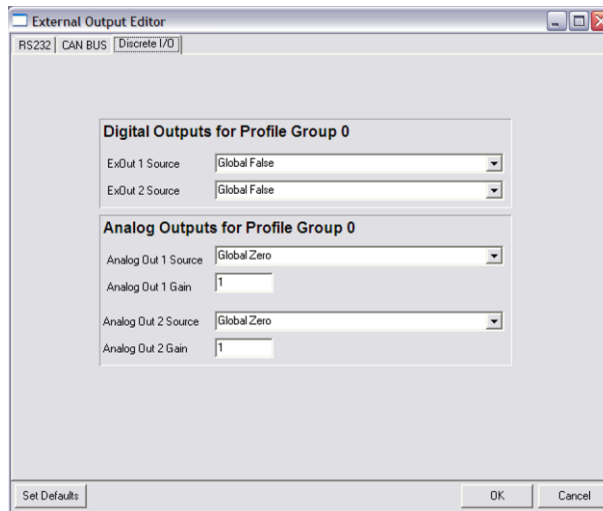 External Output Editor
RS232 CAN BUS Discrete I/O
Digital Outputs for Profile Group 0
ExOut 1 Source Global False
ExOut 2 Source Global False
Analog Outputs for Profile Group 0
Analog Out 1 Source Global Zero
Analog Out 1 Gain 1
Analog Out 2 Source Global Zero
Analog Out 2 Gain 1
Set Defaults OK Cancel